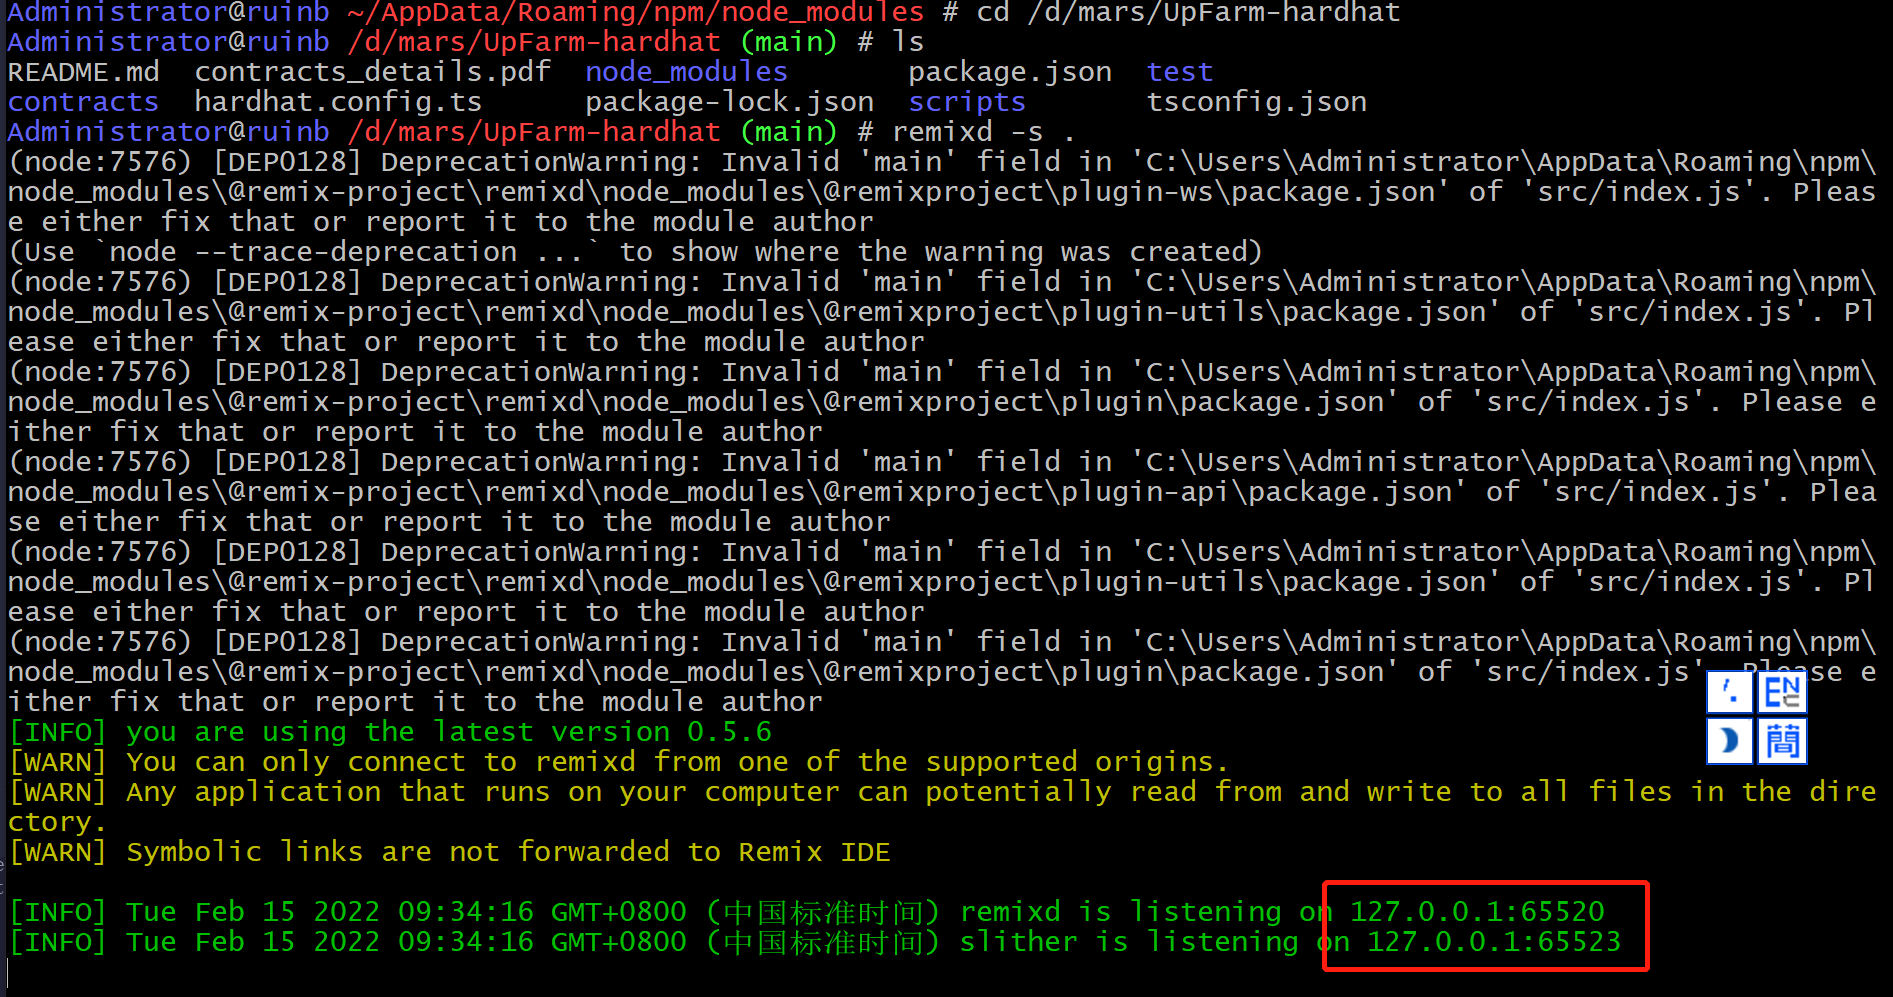 Administrator@ruinb ~/AppData/Roaming/npm/node_modules # cd /d/mars/UpFarm-hardhat
Administrator@ruinb /d/mars/UpFarm-hardhat (main) # ls
README.md  contracts_details.pdf  node_modules       package.json  test
contracts  hardhat.config.ts      package-lock.json  scripts       tsconfig.json
Administrator@ruinb /d/mars/UpFarm-hardhat (main) # remixd -s .
(node:7576) [DEP0128] DeprecationWarning: Invalid 'main' field in 'C:\Users\Administrator\AppData\Roaming\npm\
node_modules\@remix-project\remixd\node_modules\@remixproject\plugin-ws\package.json' of 'src/index.js'. Pleas
e either fix that or report it to the module author
(Use `node --trace-deprecation ...` to show where the warning was created)
(node:7576) [DEP0128] DeprecationWarning: Invalid 'main' field in 'C:\Users\Administrator\AppData\Roaming\npm\
node_modules\@remix-project\remixd\node_modules\@remixproject\plugin-utils\package.json' of 'src/index.js'. Pl
ease either fix that or report it to the module author
(node:7576) [DEP0128] DeprecationWarning: Invalid 'main' field in 'C:\Users\Administrator\AppData\Roaming\npm\
node_modules\@remix-project\remixd\node_modules\@remixproject\plugin\package.json' of 'src/index.js'. Please e
ither fix that or report it to the module author
(node:7576) [DEP0128] DeprecationWarning: Invalid 'main' field in 'C:\Users\Administrator\AppData\Roaming\npm\
node_modules\@remix-project\remixd\node_modules\@remixproject\plugin-api\package.json' of 'src/index.js'. Plea
se either fix that or report it to the module author
(node:7576) [DEP0128] DeprecationWarning: Invalid 'main' field in 'C:\Users\Administrator\AppData\Roaming\npm\
node_modules\@remix-project\remixd\node_modules\@remixproject\plugin-utils\package.json' of 'src/index.js'. Pl
ease either fix that or report it to the module author
(node:7576) [DEP0128] DeprecationWarning: Invalid 'main' field in 'C:\Users\Administrator\AppData\Roaming\npm\
node_modules\@remix-project\remixd\node_modules\@remixproject\plugin\package.json' of 'src/index.js'. Please e
ither fix that or report it to the module author
EN
簡
[INFO] you are using the latest version 0.5.6
[WARN] You can only connect to remixd from one of the supported origins.
[WARN] Any application that runs on your computer can potentially read from and write to all files in the dire
ctory.
[WARN] Symbolic links are not forwarded to Remix IDE
[INFO] Tue Feb 15 2022 09:34:16 GMT+0800 (中国标准时间) remixd is listening on 127.0.0.1:65520
[INFO] Tue Feb 15 2022 09:34:16 GMT+0800 (中国标准时间) slither is listening on 127.0.0.1:65523